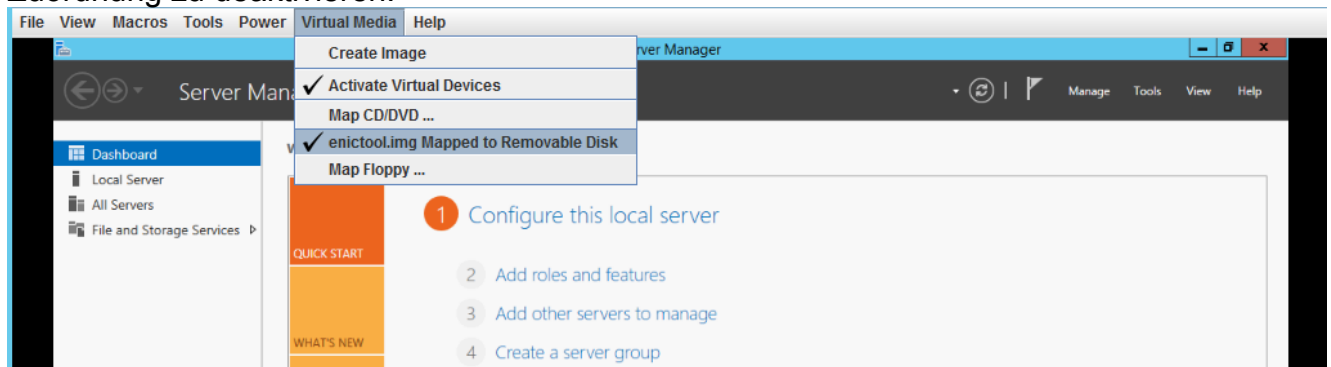 Zuordnung zu deaktivieren.
File View Macros Tools Power Virtual Media Help
Create Image
rver Manager
Server Mana
✓ Activate Virtual Devices
Manage Tools View Help
Map CD/DVD ...
✓ enictool.img Mapped to Removable Disk
Dashboard
Map Floppy ...
Local Server
All Servers
File and Storage Services
1 Configure this local server
QUICK START
2 Add roles and features
3 Add other servers to manage
WHAT'S NEW
4 Create a server group